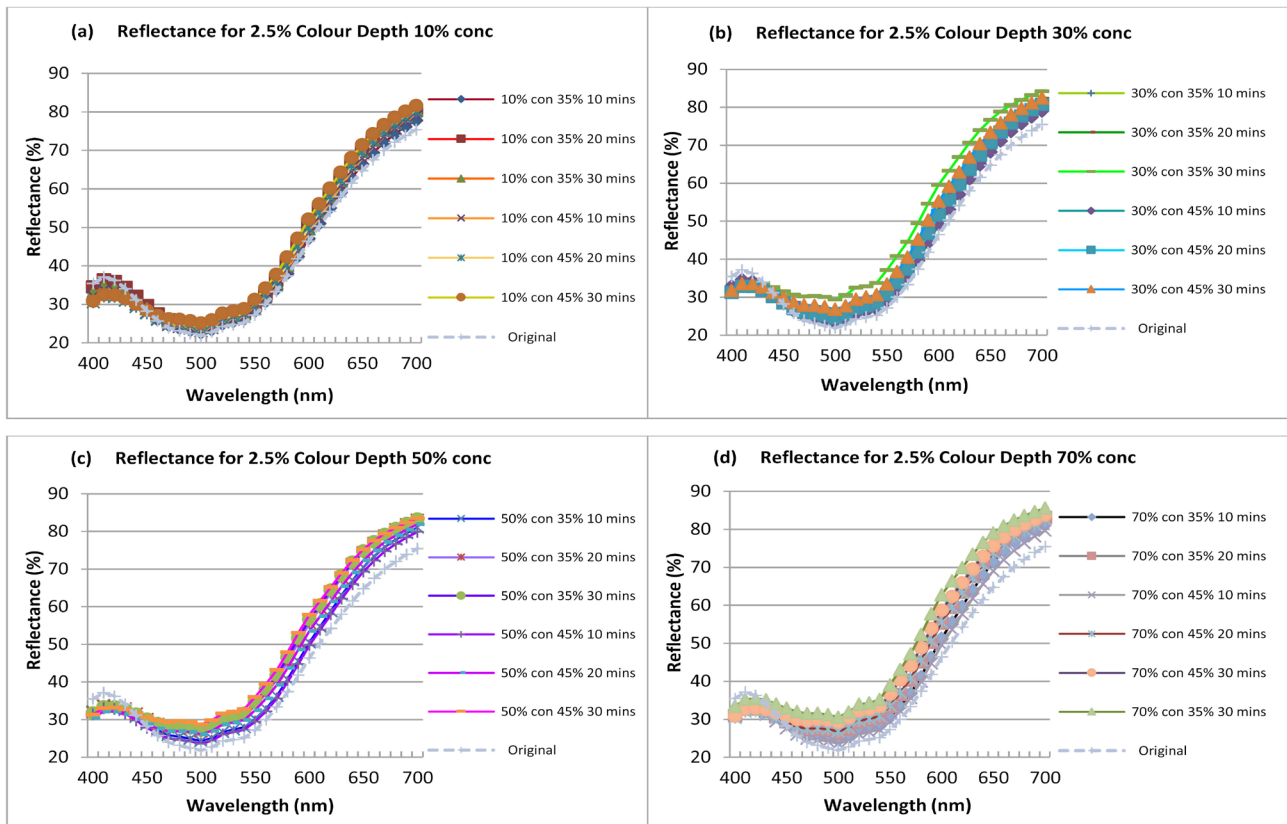 (a) Reflectance for 2.5% Colour Depth 10% conc
Reflectance (%)
90
80
70
60
50
40
30
20
400 450 500 550 600 650 700
Wavelength (nm)
10% con 35% 10 mins
10% con 35% 20 mins
10% con 35% 30 mins
10% con 45% 10 mins
10% con 45% 20 mins
10% con 45% 30 mins
Original
(b) Reflectance for 2.5% Colour Depth 30% conc
Reflectance (%)
90
80
70
60
50
40
30
20
400 450 500 550 600 650 700
Wavelength (nm)
30% con 35% 10 mins
30% con 35% 20 mins
30% con 35% 30 mins
30% con 45% 10 mins
30% con 45% 20 mins
30% con 45% 30 mins
Original
(c) Reflectance for 2.5% Colour Depth 50% conc
Reflectance (%)
90
80
70
60
50
40
30
20
400 450 500 550 600 650 700
Wavelength (nm)
50% con 35% 10 mins
50% con 35% 20 mins
50% con 35% 30 mins
50% con 45% 10 mins
50% con 45% 20 mins
50% con 45% 30 mins
Original
(d) Reflectance for 2.5% Colour Depth 70% conc
Reflectance (%)
90
80
70
60
50
40
30
20
400 450 500 550 600 650 700
Wavelength (nm)
70% con 35% 10 mins
70% con 35% 20 mins
70% con 45% 10 mins
70% con 45% 20 mins
70% con 45% 30 mins
70% con 35% 30 mins
Original